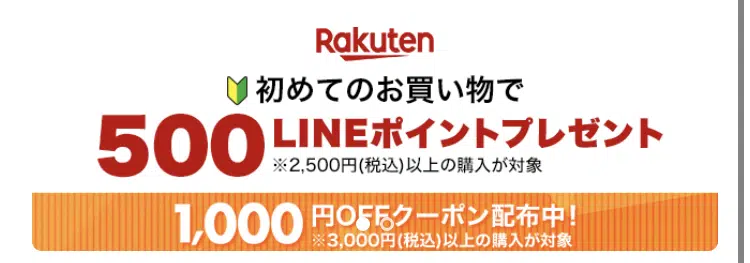 Rakuten
初めてのお買い物で
500 LINEポイントプレゼント
※2,500円(税込)以上の購入が対象
1,000円OFFクーポン配布中!
※3,000円(税込)以上の購入が対象